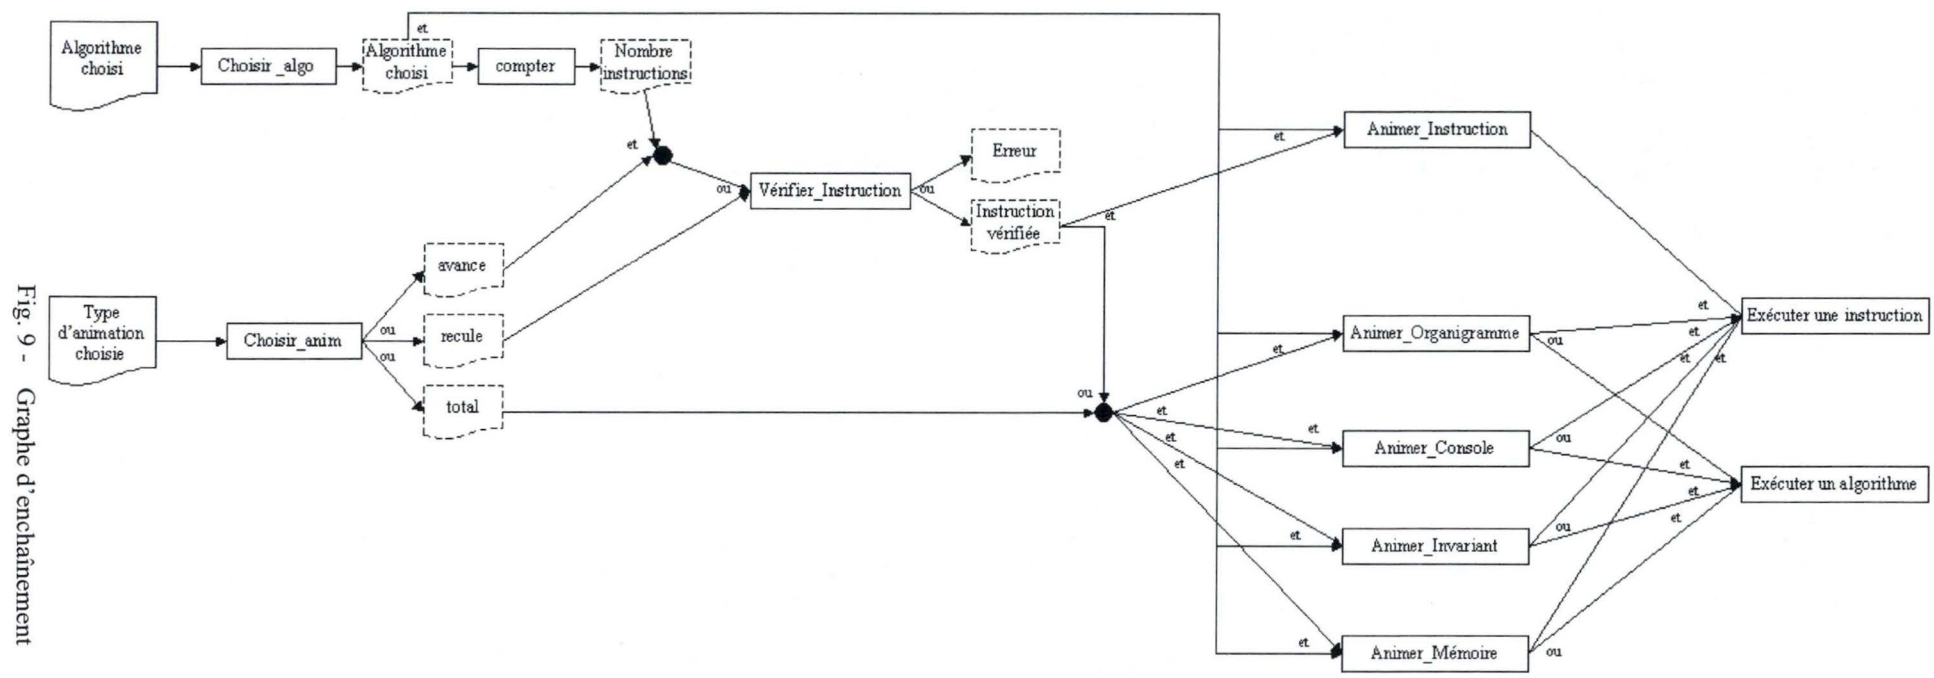 et
Algorithme
choisi
Choisir_algo
Algorithme
choisi
compter
Nombre
instructions
et
ou
Vérifier_Instruction
ou
Erreur
Instruction
vérifiée
et
et
Animer_Instruction
avance
recule
total
Type
d'animation
choisie
Choisir_anim
ou
ou
ou
et
et
et
et
Animer_Organigramme
ou
et
Animer_Console
ou
et
Animer_Invariant
ou
et
Animer_Mémoire
ou
et
et
et
et
Exécuter une instruction
et
et
et
Exécuter un algorithme
Fig. 9 - Graphe d'enchaînement